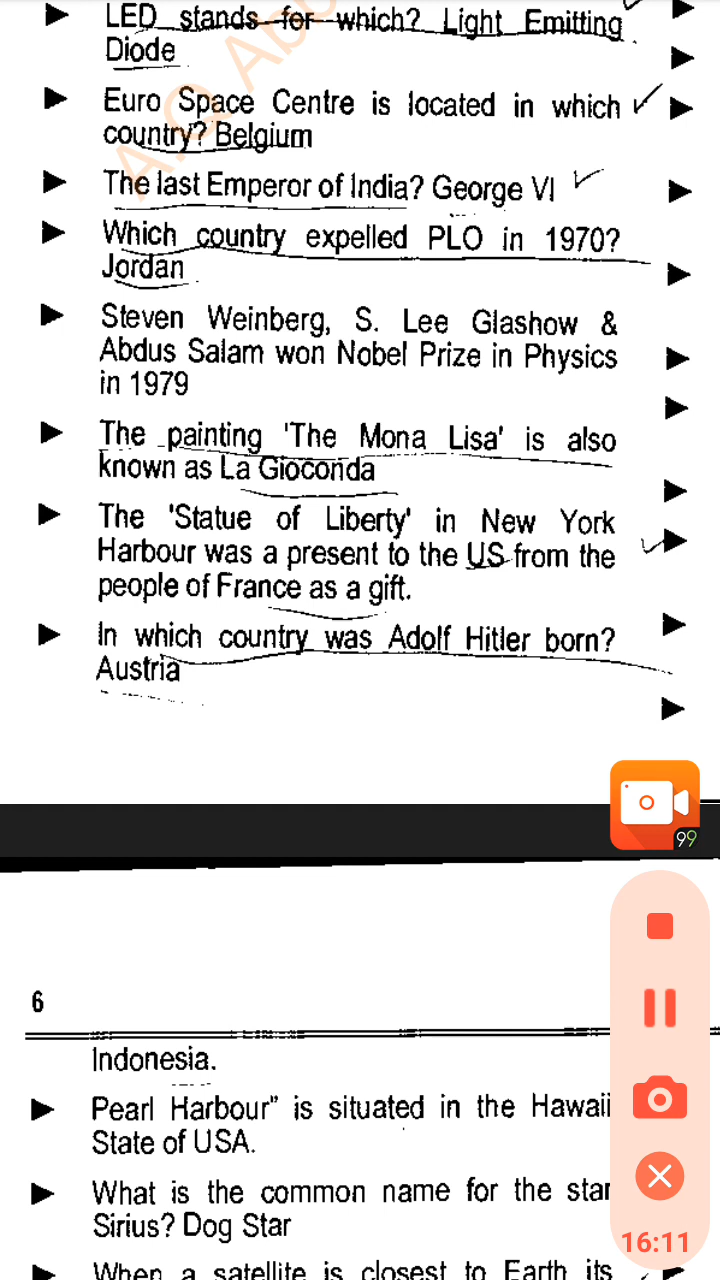 LED stands for which? Light Emitting
Diode
Euro Space Centre is located in which
country? Belgium
The last Emperor of India? George VI
Which country expelled PLO in 1970?
Jordan
Steven Weinberg, S. Lee Glashow &
Abdus Salam won Nobel Prize in Physics
in 1979
The painting 'The Mona Lisa' is also
known as La Gioconda
The 'Statue of Liberty' in New York
Harbour was a present to the US from the
people of France as a gift.
In which country was Adolf Hitler born?
Austria
99
6
Indonesia.
Pearl Harbour" is situated in the Hawaii
State of USA.
What is the common name for the star
Sirius? Dog Star
When a satellite is closest to Earth its
16:11